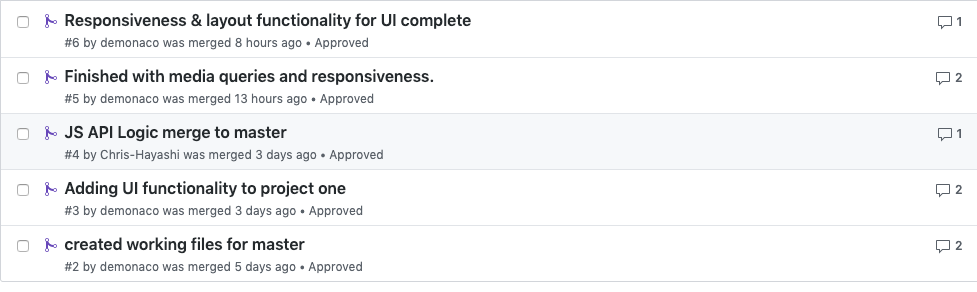 Responsiveness & layout functionality for UI complete
1
#6 by demonaco was merged 8 hours ago • Approved
Finished with media queries and responsiveness.
2
#5 by demonaco was merged 13 hours ago • Approved
JS API Logic merge to master
1
#4 by Chris-Hayashi was merged 3 days ago • Approved
Adding UI functionality to project one
2
#3 by demonaco was merged 3 days ago • Approved
created working files for master
2
#2 by demonaco was merged 5 days ago • Approved